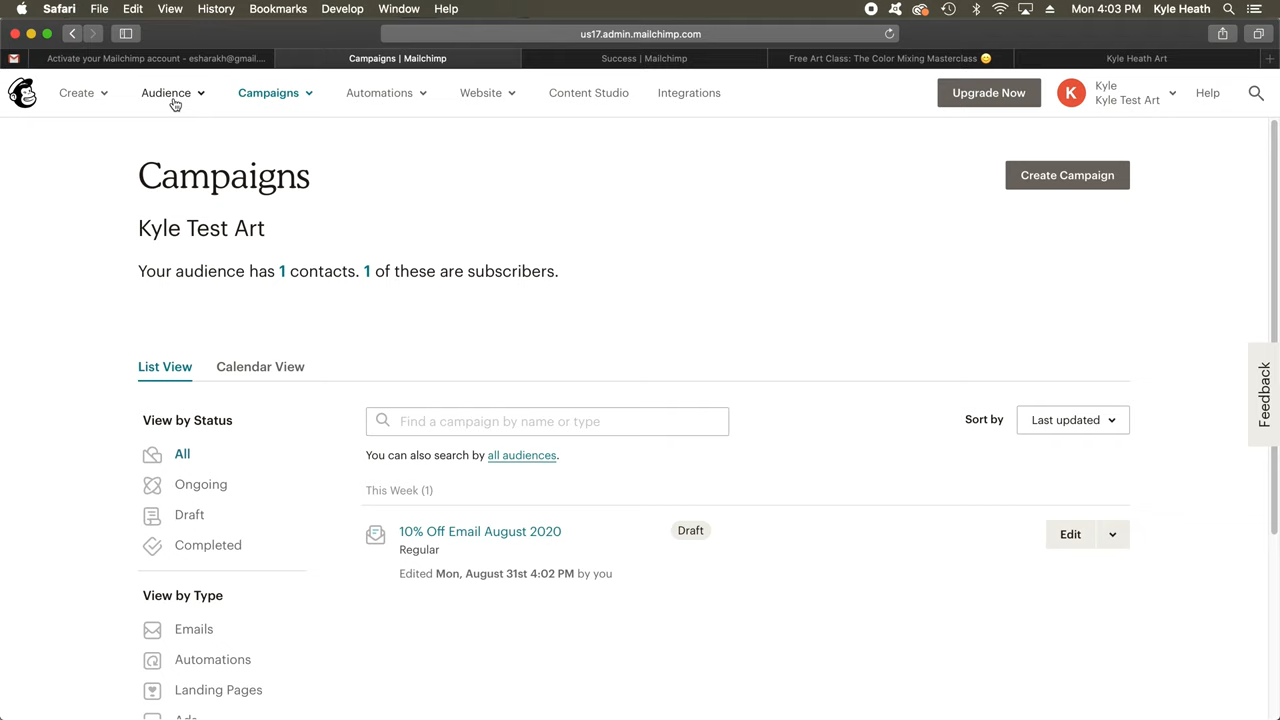 Safari File Edit View History Bookmarks Develop Window Help Mon 4:03 PM Kyle Heath
us17.admin.mailchimp.com
Activate your Mailchimp account - esharakh@gmail.... Campaigns | Mailchimp Success | Mailchimp Free Art Class: The Color Mixing Masterclass 😊 Kyle Heath Art
Create Audience Campaigns Automations Website Content Studio Integrations Upgrade Now K Kyle Kyle Test Art Help
Campaigns
Create Campaign
Kyle Test Art
Your audience has 1 contacts. 1 of these are subscribers.
List View Calendar View
Feedback
View by Status
Find a campaign by name or type
Sort by Last updated
All
You can also search by all audiences.
Ongoing
This Week (1)
Draft
10% Off Email August 2020 Draft Edit
Completed
Regular
Edited Mon, August 31st 4:02 PM by you
View by Type
Emails
Automations
Landing Pages
Ads